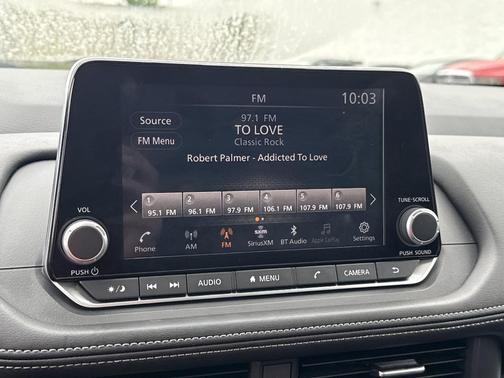 FM
10:03
Source
FM Menu
97.1 FM
TO LOVE
Classic Rock
Robert Palmer - Addicted To Love
1 2 3 4 5 6
95.1 FM 96.1 FM 97.9 FM 106.1 FM 107.9 FM 107.9 FM
Phone AM FM SiriusXM BT Audio Apple CarPlay Settings
sxm
VOL
PUSH
TUNE·SCROLL
PUSH SOUND
AUDIO MENU CAMERA